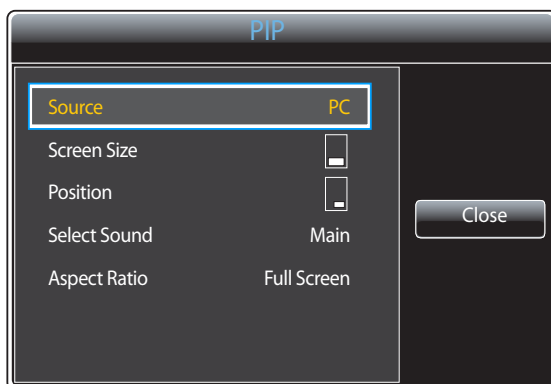 PIP
Source PC
Screen Size
Position
Select Sound Main
Aspect Ratio Full Screen
Close